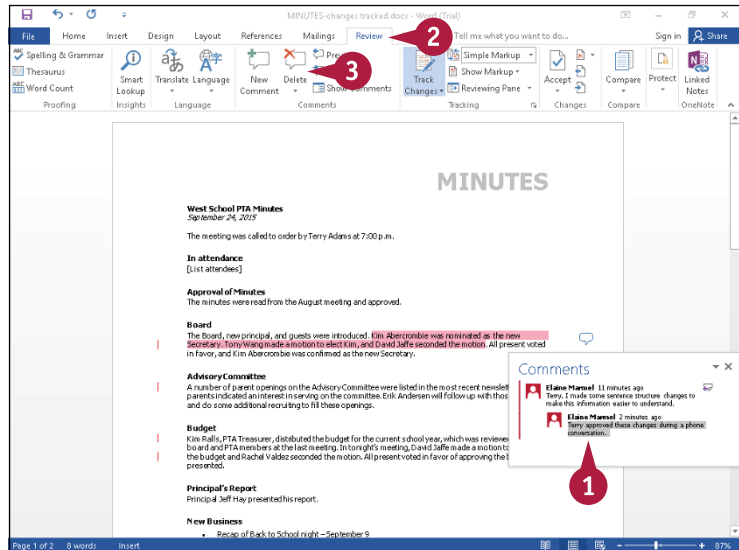 MINUTES-changes tracked.docx - Word (Trial)
File Home Insert Design Layout References Mailings Review 2 Tell me what you want to do... Sign in Share
ABC Spelling & Grammar
Thesaurus
ABC 123 Word Count
Proofing
Smart Lookup
Insights
Translate Language
Language
New Comment
Delete
3
Show Comments
Comments
Track Changes
Simple Markup
Show Markup
Reviewing Pane
Tracking
Accept
Changes
Compare
Compare
Protect
Linked Notes
OneNote
MINUTES
West School PTA Minutes
September 24, 2015
The meeting was called to order by Terry Adams at 7:00 p.m.
In attendance
[List attendees]
Approval of Minutes
The minutes were read from the August meeting and approved.
Board
The Board, new principal, and guests were introduced. Kim Abercrombie was nominated as the new
Secretary. Tony Wang made a motion to elect Kim, and David Jaffe seconded the motion. All present voted
in favor, and Kim Abercrombie was confirmed as the new Secretary.
Advisory Committee
A number of parent openings on the Advisory Committee were listed in the most recent
parents indicated an interest in serving on the committee. Erik Andersen will follow up with
and do some additional recruiting to fill these openings.
Budget
Kim Ralls, PTA Treasurer, distributed the budget for the current school year, which was
board and PTA members at the last meeting. In tonight's meeting, David Jaffe made a motion to
the budget and Rachel Valdez seconded the motion. All present voted in favor of approving the
presented.
Principal's Report
Principal Jeff Hay presented his report.
New Business
• Recap of Back to School night – September 9
Comments
Elaine Marmel 11 minutes ago
Terry, I made some sentence structure changes to
make this information easier to understand.
Elaine Marmel 2 minutes ago
Terry approved these changes during a phone
conversation.
1
Page 1 of 2 8 words Insert 87%